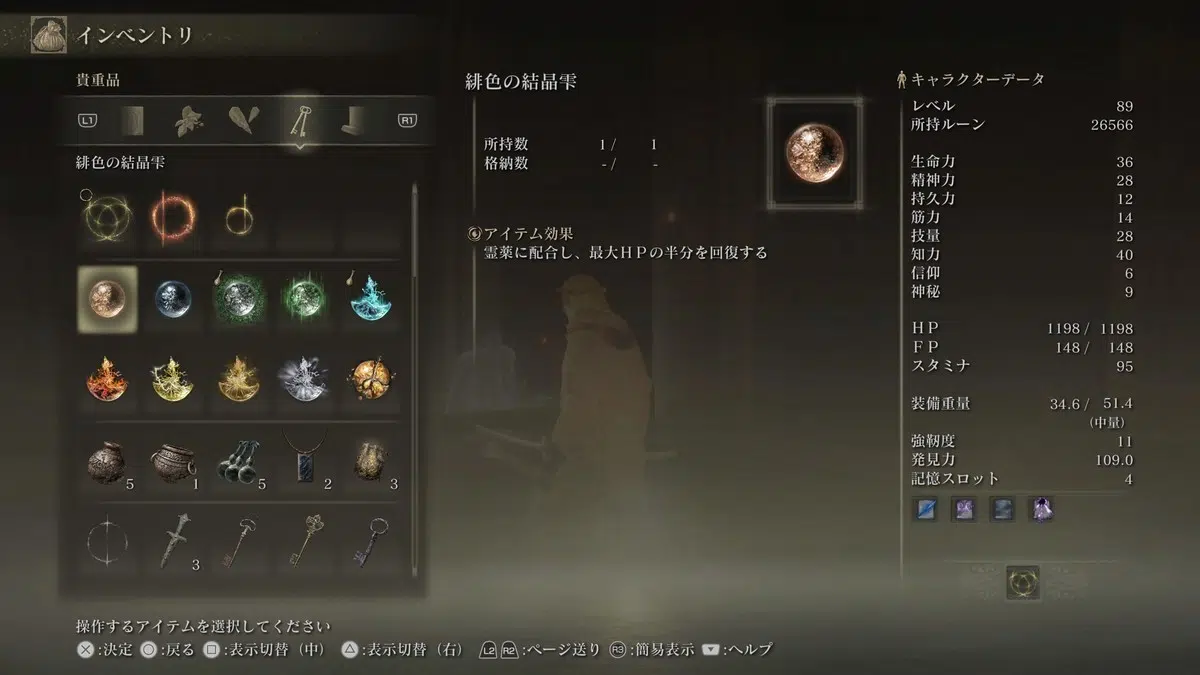 インベントリ
貴重品
L1
R1
緋色の結晶雫
5
1
5
2
3
3
緋色の結晶雫
所持数 1 / 1
格納数 - / -
アイテム効果
霊薬に配合し、最大HPの半分を回復する
キャラクターデータ
レベル 89
所持ルーン 26566
生命力 36
精神力 28
持久力 12
筋力 14
技量 28
知力 40
信仰 6
神秘 9
HP 1198 / 1198
FP 148 / 148
スタミナ 95
装備重量 34.6 / 51.4
(中量)
強靭度 11
発見力 109.0
記憶スロット 4
操作するアイテムを選択してください
:決定 :戻る :表示切替（中） :表示切替（右） L2 R2 :ページ送り R3 :簡易表示 :ヘルプ